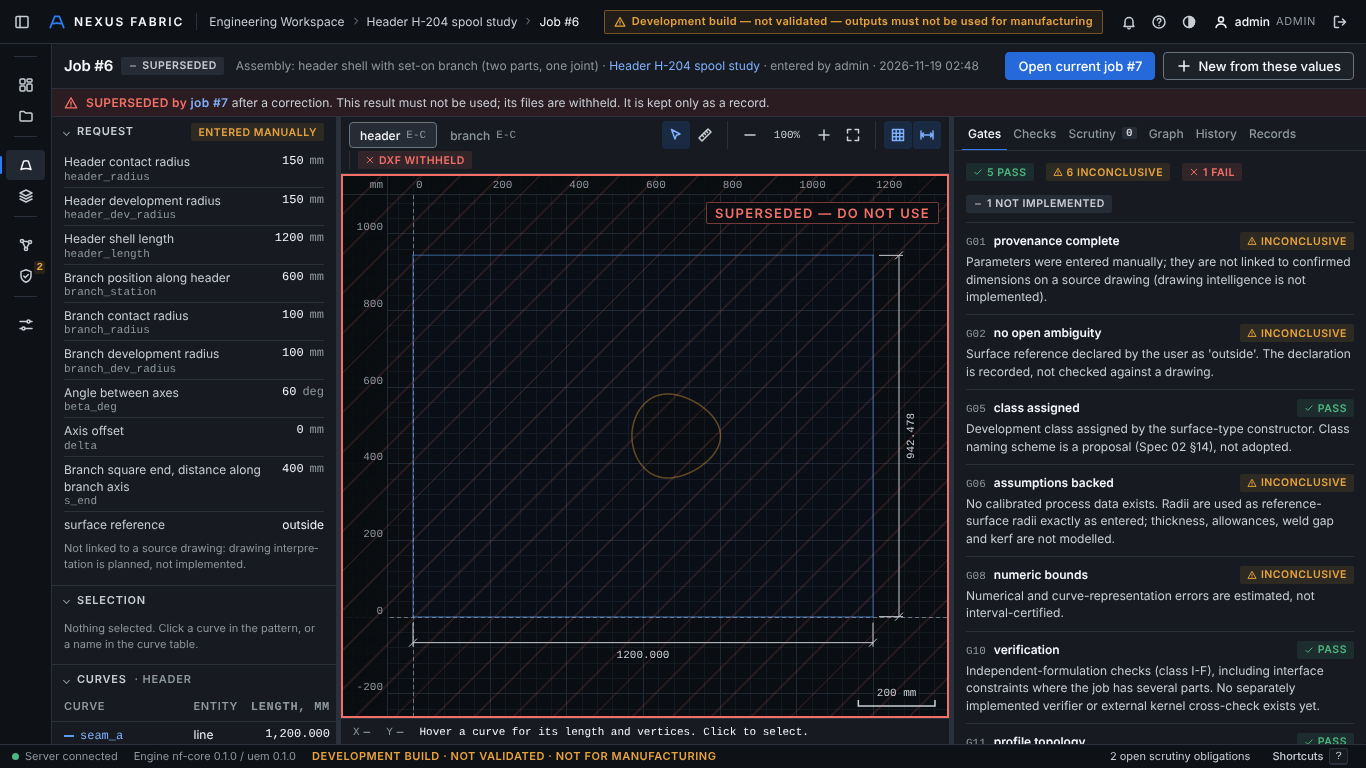 NEXUS FABRIC
Engineering Workspace > Header H-204 spool study > Job #6
Development build — not validated — outputs must not be used for manufacturing
admin ADMIN
Job #6
– SUPERSEDED
Assembly: header shell with set-on branch (two parts, one joint) · Header H-204 spool study · entered by admin · 2026-11-19 02:48
Open current job #7
New from these values
SUPERSEDED by job #7 after a correction. This result must not be used; its files are withheld. It is kept only as a record.
REQUEST
ENTERED MANUALLY
Header contact radius 150 mm
header_radius
Header development radius 150 mm
header_dev_radius
Header shell length 1200 mm
header_length
Branch position along header 600 mm
branch_station
Branch contact radius 100 mm
branch_radius
Branch development radius 100 mm
branch_dev_radius
Angle between axes 60 deg
beta_deg
Axis offset 0 mm
delta
Branch square end, distance along 400 mm
branch axis
s_end
surface reference outside
Not linked to a source drawing: drawing interpre-
tation is planned, not implemented.
SELECTION
Nothing selected. Click a curve in the pattern, or
a name in the curve table.
CURVES · HEADER
CURVE ENTITY LENGTH, MM
seam_a line 1,200.000
header E-C
branch E-C
100%
DXF WITHHELD
mm 0 200 400 600 800 1000 1200
SUPERSEDED — DO NOT USE
1000
800
600
400
200
0
-200
942.478
1200.000
200 mm
X – Y – Hover a curve for its length and vertices. Click to select.
Gates Checks Scrutiny 0 Graph History Records
5 PASS
6 INCONCLUSIVE
1 FAIL
– 1 NOT IMPLEMENTED
G01 provenance complete INCONCLUSIVE
Parameters were entered manually; they are not linked to confirmed
dimensions on a source drawing (drawing intelligence is not
implemented).
G02 no open ambiguity INCONCLUSIVE
Surface reference declared by the user as 'outside'. The declaration
is recorded, not checked against a drawing.
G05 class assigned PASS
Development class assigned by the surface-type constructor. Class
naming scheme is a proposal (Spec 02 §14), not adopted.
G06 assumptions backed INCONCLUSIVE
No calibrated process data exists. Radii are used as reference-
surface radii exactly as entered; thickness, allowances, weld gap
and kerf are not modelled.
G08 numeric bounds INCONCLUSIVE
Numerical and curve-representation errors are estimated, not
interval-certified.
G10 verification PASS
Independent-formulation checks (class I-F), including interface
constraints where the job has several parts. No separately
implemented verifier or external kernel cross-check exists yet.
G11 profile topology PASS
2
Server connected
Engine nf-core 0.1.0 / uem 0.1.0
DEVELOPMENT BUILD · NOT VALIDATED · NOT FOR MANUFACTURING
2 open scrutiny obligations
Shortcuts ?